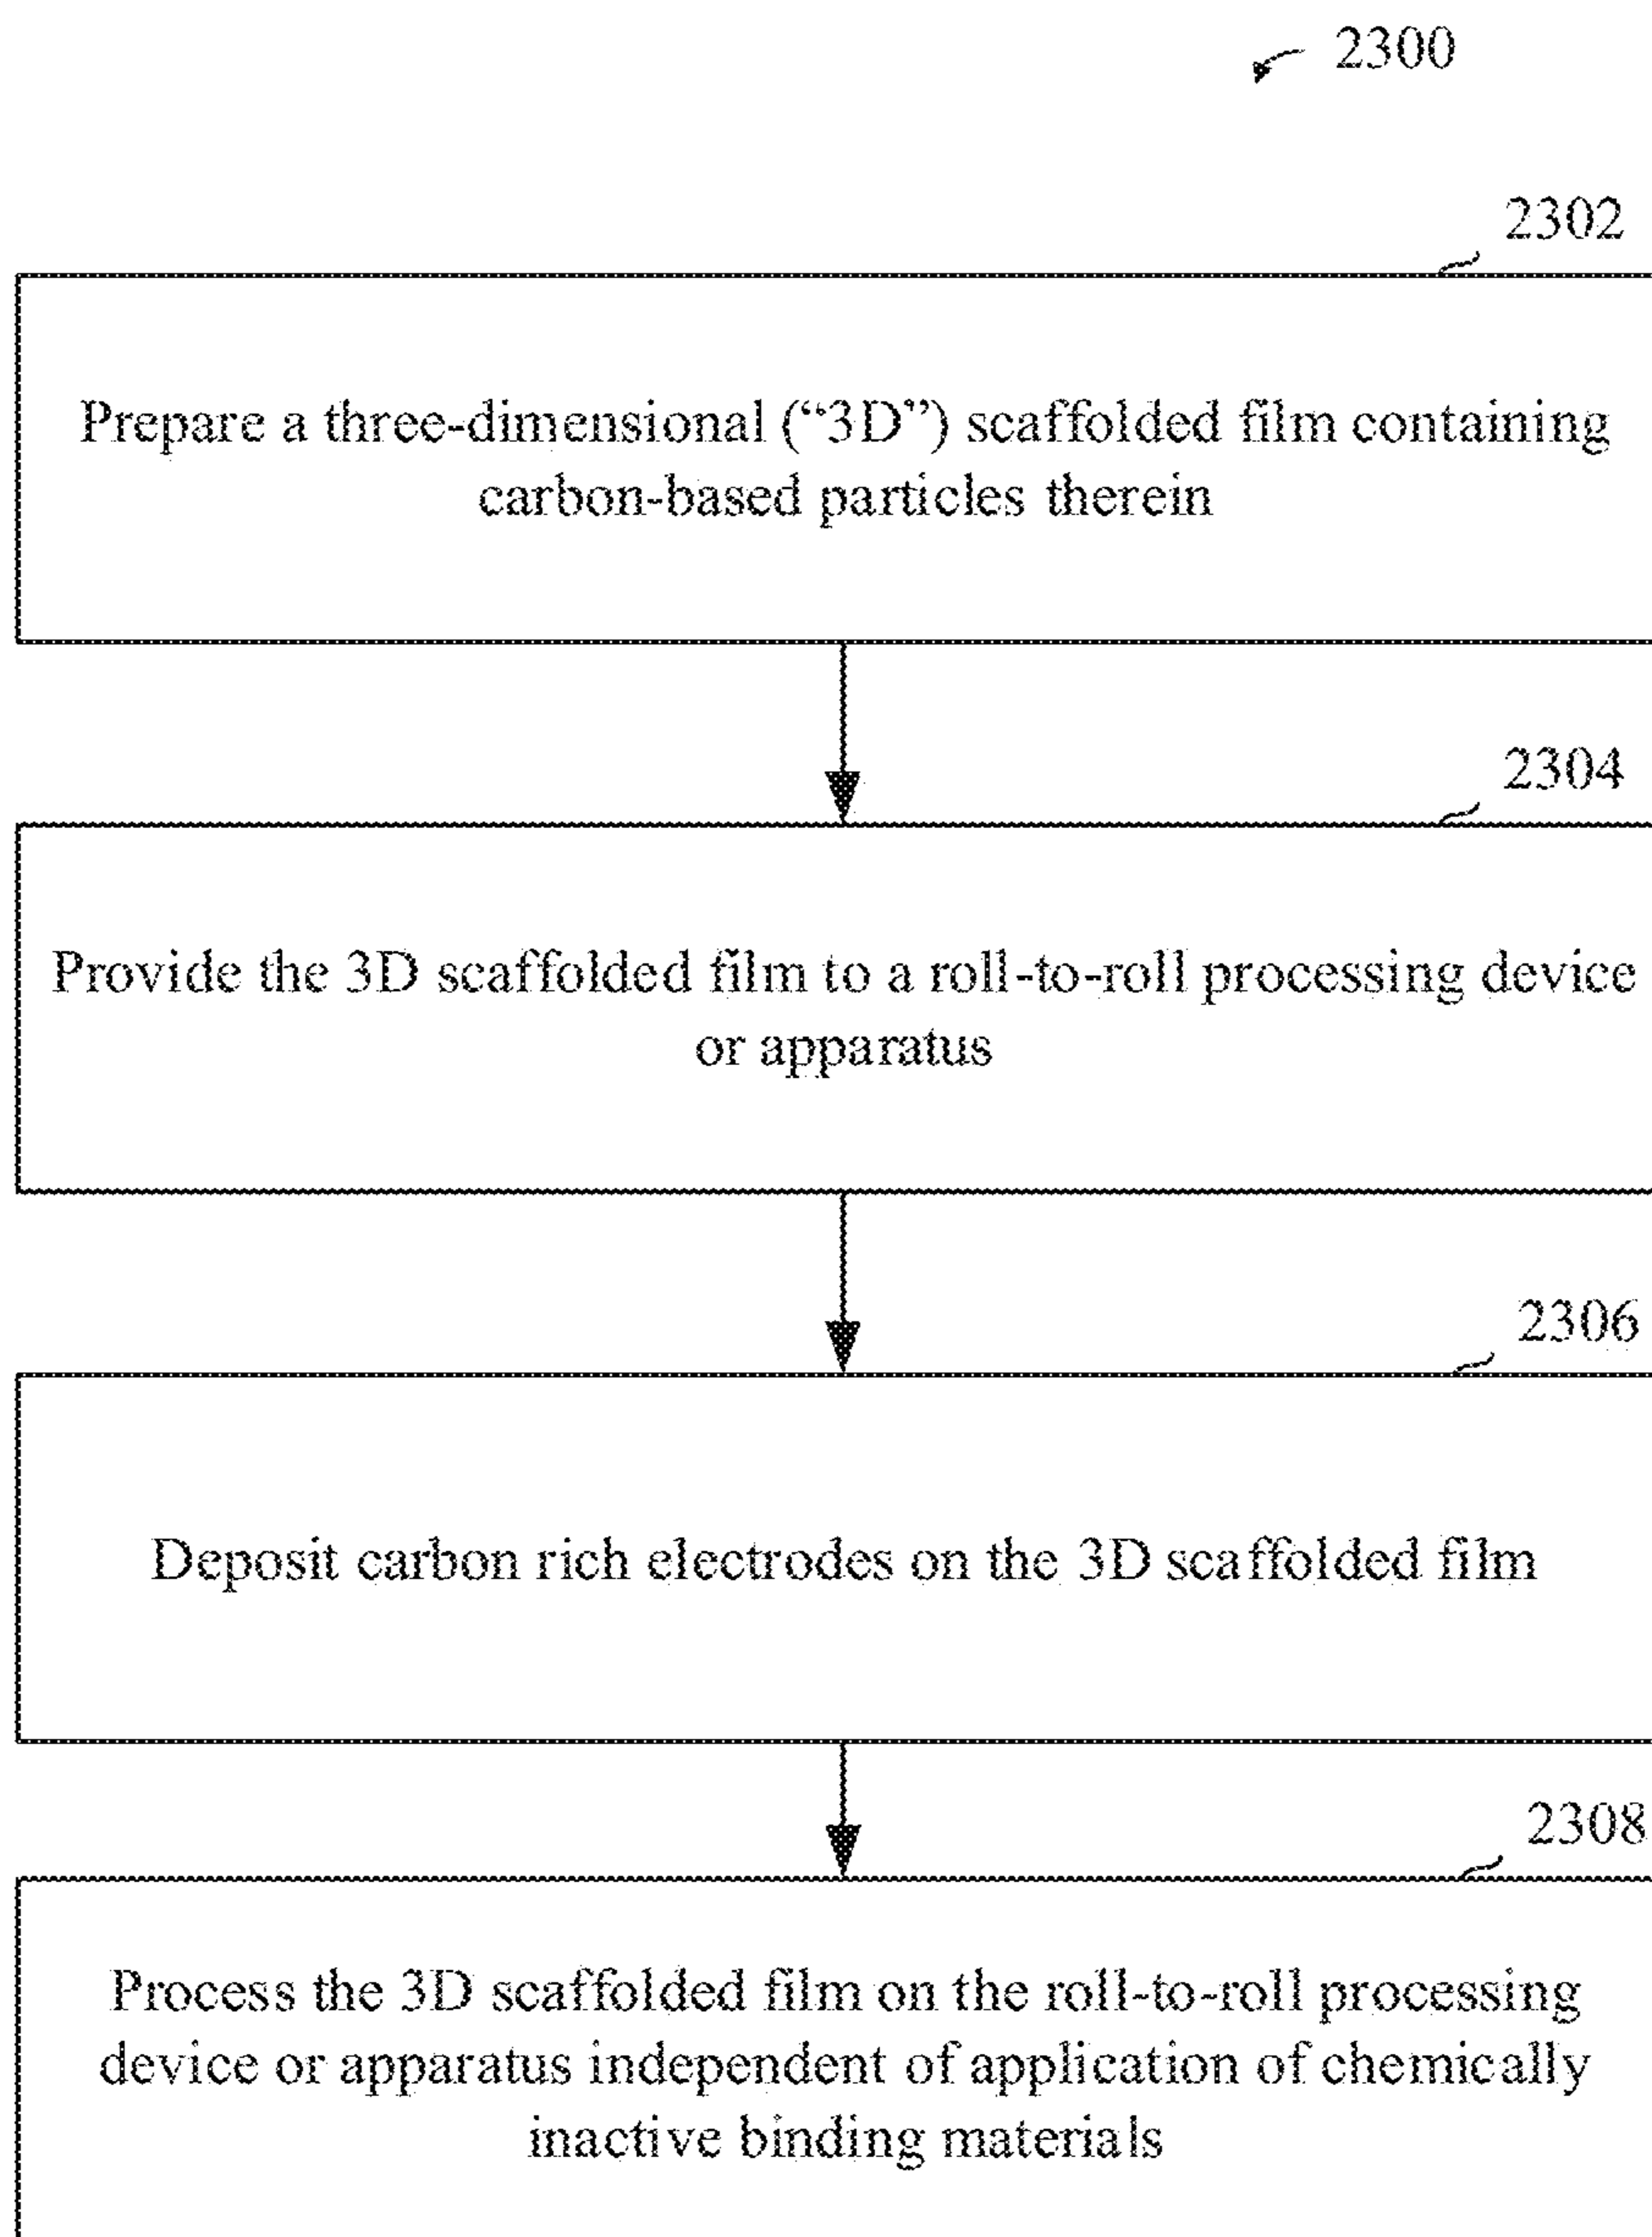 2300
2302
Prepare a three-dimensional (“3D”) scaffolded film containing
carbon-based particles therein
2304
Provide the 3D scaffolded film to a roll-to-roll processing device
or apparatus
2306
Deposit carbon rich electrodes on the 3D scaffolded film
2308
Process the 3D scaffolded film on the roll-to-roll processing
device or apparatus independent of application of chemically
inactive binding materials